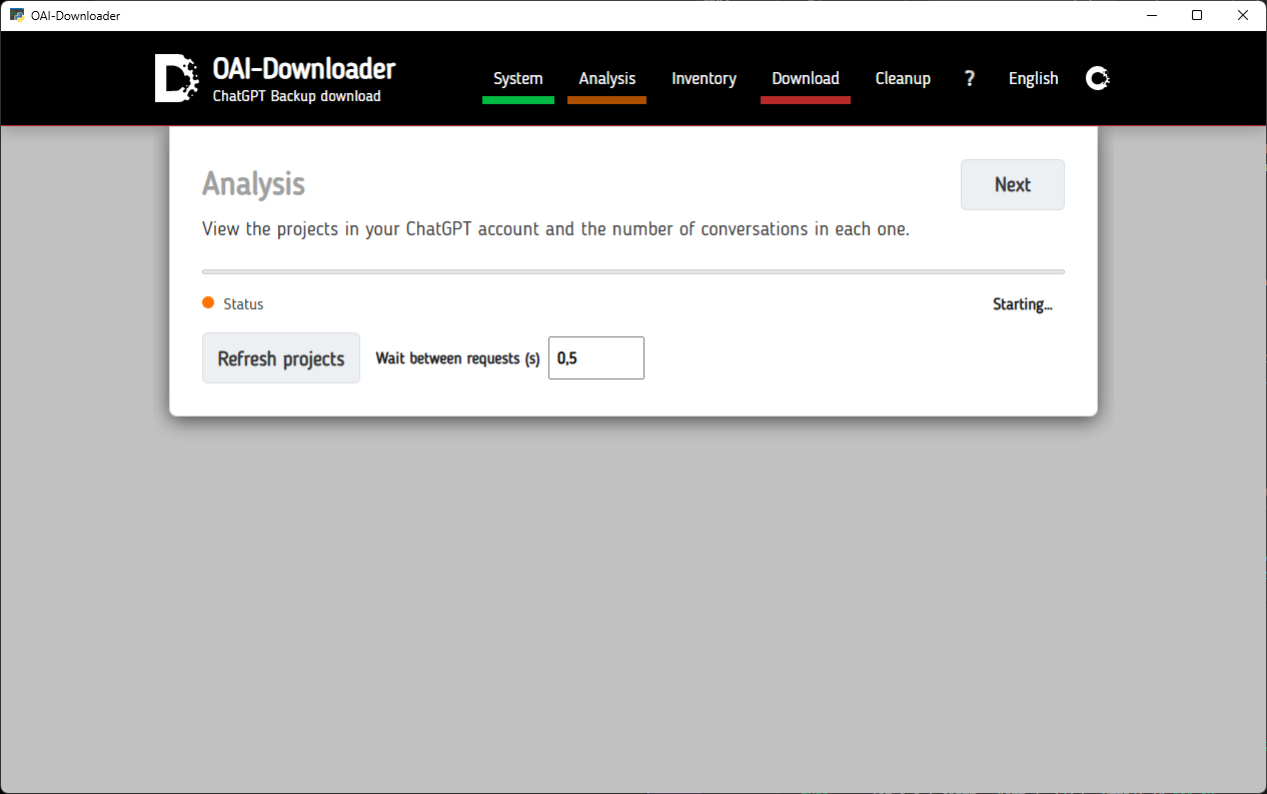 OAI-Downloader
OAI-Downloader
ChatGPT Backup download
System Analysis Inventory Download Cleanup ? English
Analysis
Next
View the projects in your ChatGPT account and the number of conversations in each one.
Status
Starting...
Refresh projects
Wait between requests (s)
0,5